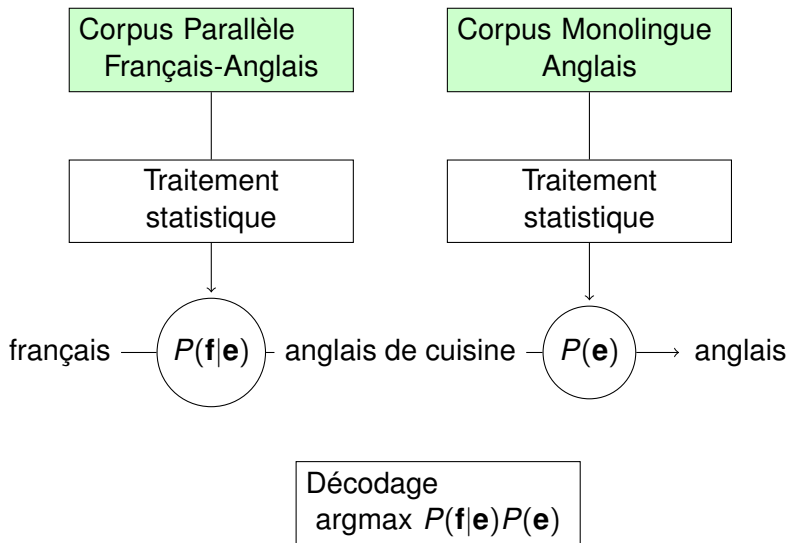 Corpus Parallèle
Français-Anglais
Corpus Monolingue
Anglais
Traitement
statistique
Traitement
statistique
français P(f|e) anglais de cuisine P(e) anglais
Décodage
argmax P(f|e)P(e)